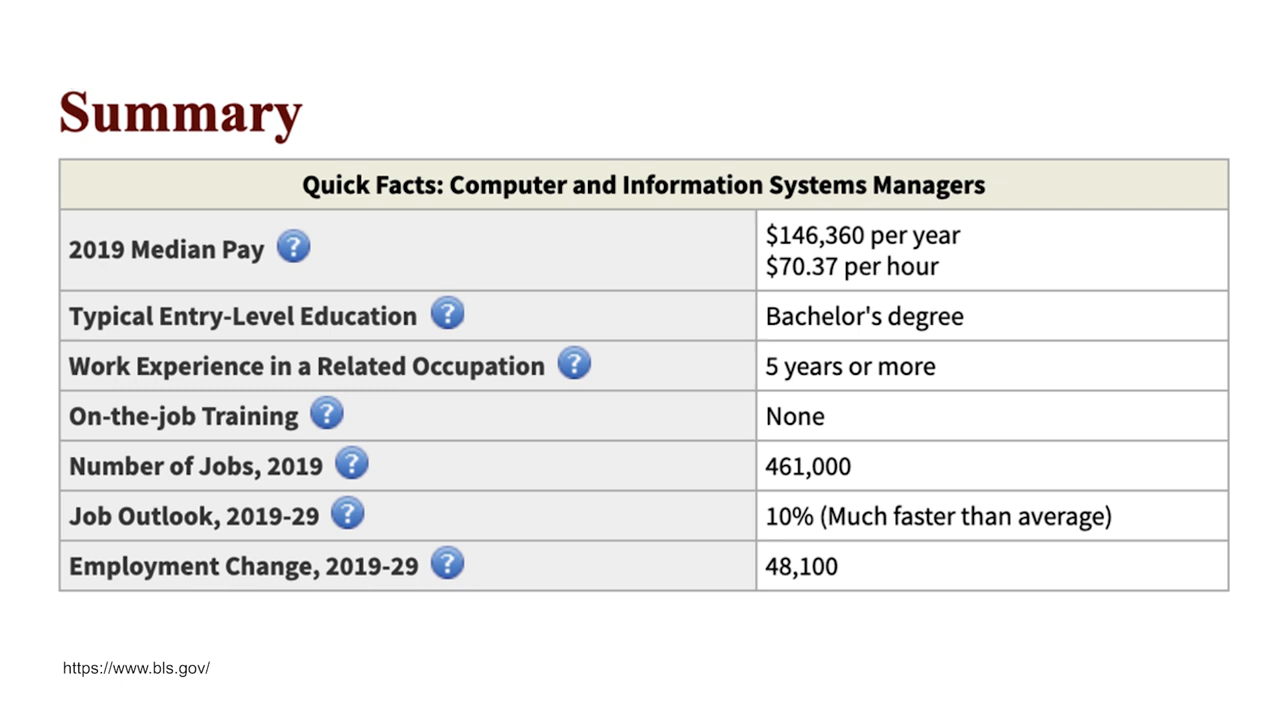 Summary
Quick Facts: Computer and Information Systems Managers
2019 Median Pay ?
$146,360 per year
$70.37 per hour
Typical Entry-Level Education ? Bachelor's degree
Work Experience in a Related Occupation ? 5 years or more
On-the-job Training ? None
Number of Jobs, 2019 ? 461,000
Job Outlook, 2019-29 ? 10% (Much faster than average)
Employment Change, 2019-29 ? 48,100
https://www.bls.gov/